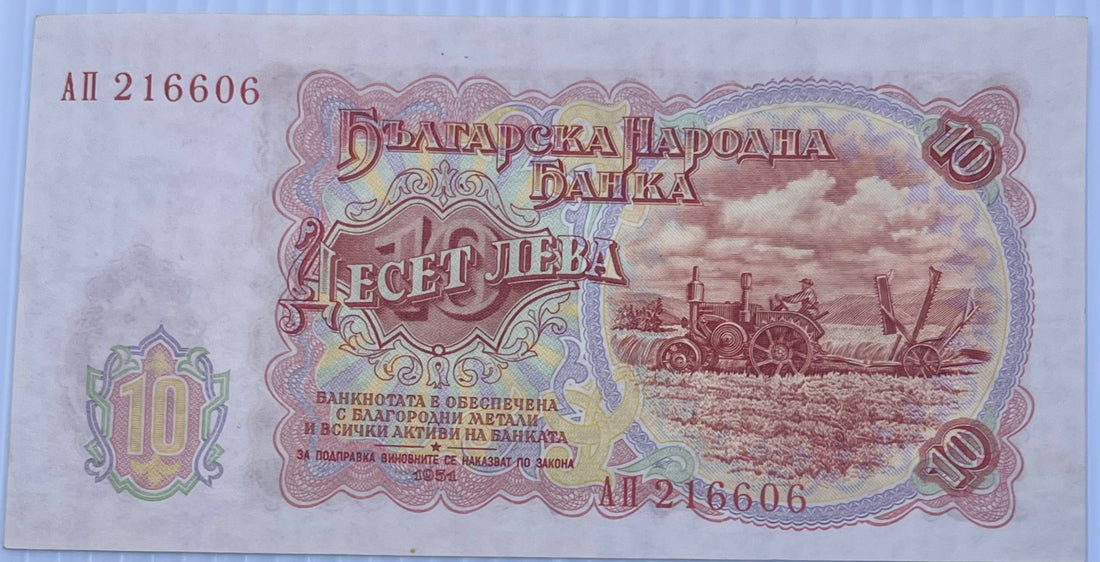 АП 216606
БЪЛГАРСКА НАРОДНА
БАНКА
10
10
ДЕСЕТ ЛЕВА
10
БАНКНОТАТА Е ОБЕСПЕЧЕНА
С БЛАГОРОДНИ МЕТАЛИ
И ВСИЧКИ АКТИВИ НА БАНКАТА
ЗА ПОДПРАВКА ВИНОВНИТЕ СЕ НАКАЗВАТ ПО ЗАКОНА
1951
10
АП 216606